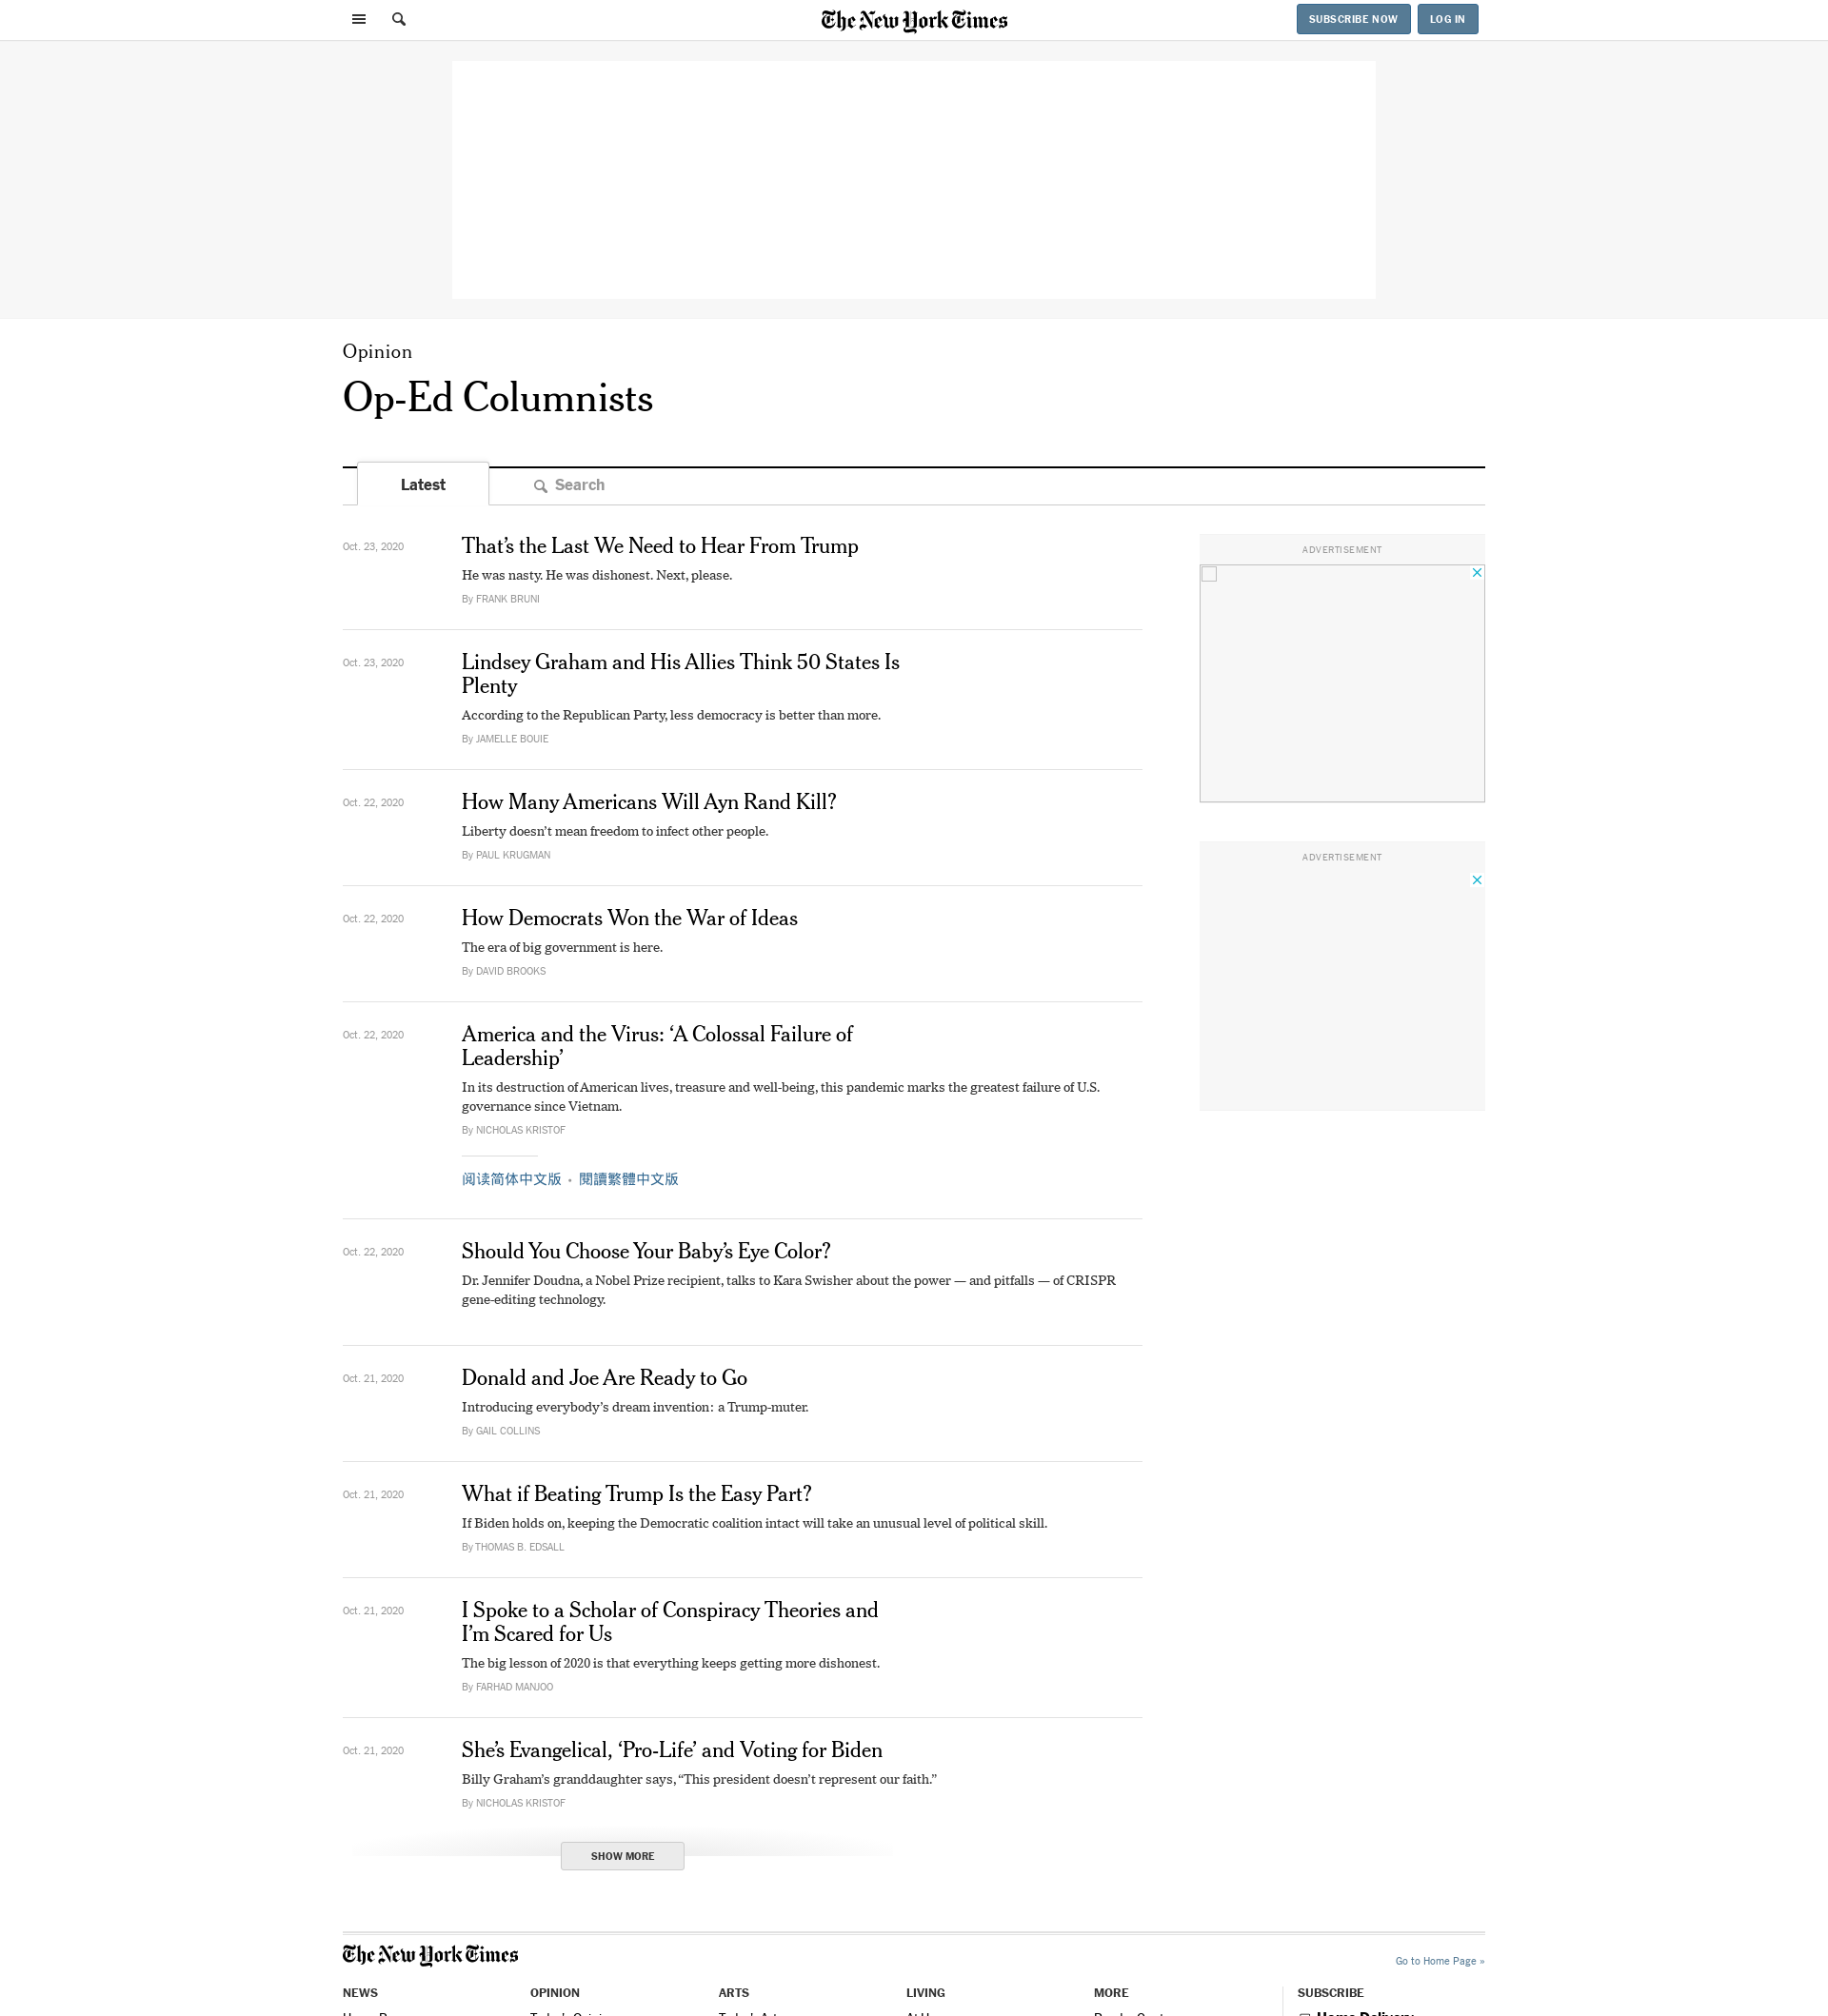 The New York Times
SUBSCRIBE NOW
LOG IN
Opinion
Op-Ed Columnists
Latest
Search
Oct. 23, 2020
That’s the Last We Need to Hear From Trump
He was nasty. He was dishonest. Next, please.
By FRANK BRUNI
ADVERTISEMENT
Oct. 23, 2020
Lindsey Graham and His Allies Think 50 States Is
Plenty
According to the Republican Party, less democracy is better than more.
By JAMELLE BOUIE
Oct. 22, 2020
How Many Americans Will Ayn Rand Kill?
Liberty doesn’t mean freedom to infect other people.
By PAUL KRUGMAN
ADVERTISEMENT
Oct. 22, 2020
How Democrats Won the War of Ideas
The era of big government is here.
By DAVID BROOKS
Oct. 22, 2020
America and the Virus: ‘A Colossal Failure of
Leadership’
In its destruction of American lives, treasure and well-being, this pandemic marks the greatest failure of U.S.
governance since Vietnam.
By NICHOLAS KRISTOF
阅读简体中文版 • 閱讀繁體中文版
Oct. 22, 2020
Should You Choose Your Baby’s Eye Color?
Dr. Jennifer Doudna, a Nobel Prize recipient, talks to Kara Swisher about the power — and pitfalls — of CRISPR
gene-editing technology.
Oct. 21, 2020
Donald and Joe Are Ready to Go
Introducing everybody’s dream invention: a Trump-muter.
By GAIL COLLINS
Oct. 21, 2020
What if Beating Trump Is the Easy Part?
If Biden holds on, keeping the Democratic coalition intact will take an unusual level of political skill.
By THOMAS B. EDSALL
Oct. 21, 2020
I Spoke to a Scholar of Conspiracy Theories and
I’m Scared for Us
The big lesson of 2020 is that everything keeps getting more dishonest.
By FARHAD MANJOO
Oct. 21, 2020
She’s Evangelical, ‘Pro-Life’ and Voting for Biden
Billy Graham’s granddaughter says, “This president doesn’t represent our faith.”
By NICHOLAS KRISTOF
SHOW MORE
The New York Times
Go to Home Page »
NEWS
OPINION
ARTS
LIVING
MORE
SUBSCRIBE